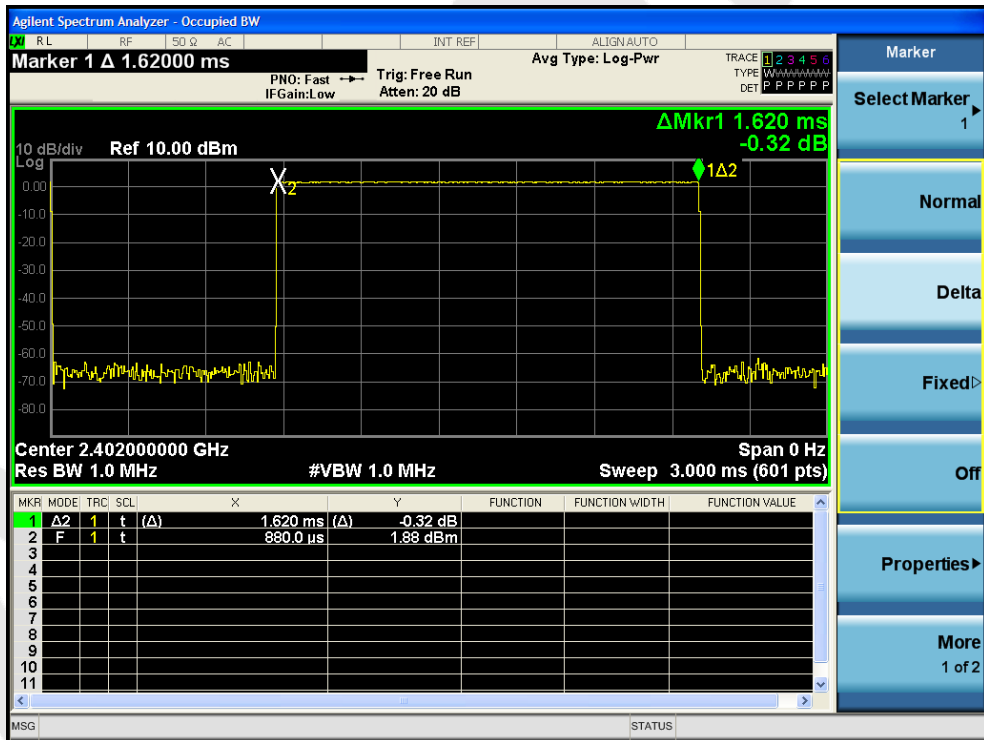 Agilent Spectrum Analyzer - Occupied BW
LXI RL RF 50 Ω AC INT REF ALIGN AUTO
Marker 1 Δ 1.62000 ms
PNO: Fast Trig: Free Run Avg Type: Log-Pwr TRACE 1 2 3 4 5 6
IFGain:Low Atten: 20 dB TYPE WWWWWW
DET P P P P P P
ΔMkr1 1.620 ms
-0.32 dB
10 dB/div Ref 10.00 dBm
Log
1Δ2
2
0.00
-10.0
-20.0
-30.0
-40.0
-50.0
-60.0
-70.0
-80.0
Center 2.402000000 GHz Span 0 Hz
Res BW 1.0 MHz #VBW 1.0 MHz Sweep 3.000 ms (601 pts)
MKR MODE TRC SCL X Y FUNCTION FUNCTION WIDTH FUNCTION VALUE
1 Δ2 1 t (Δ) 1.620 ms (Δ) -0.32 dB
2 F 1 t 880.0 µs 1.88 dBm
3
4
5
6
7
8
9
10
11
MSG STATUS
Marker
Select Marker
1
Normal
Delta
Fixed
Off
Properties
More
1 of 2